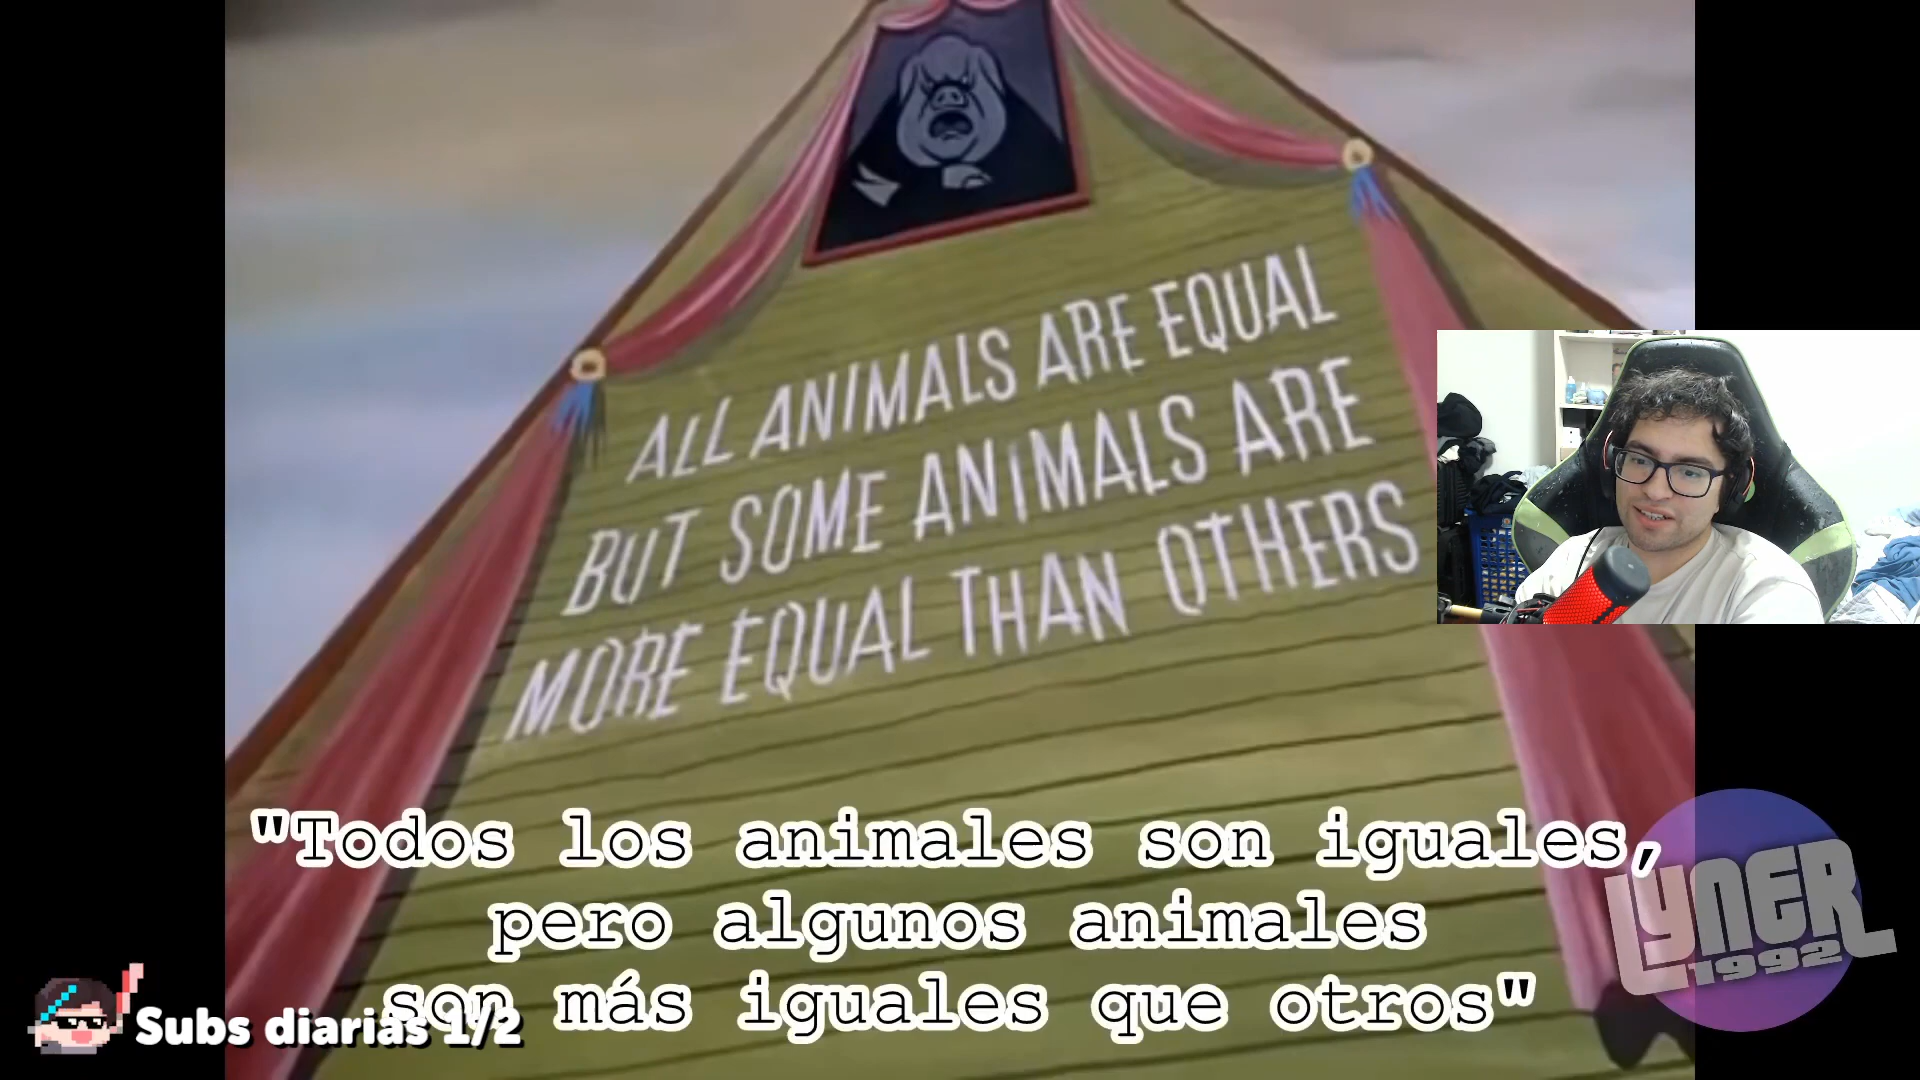 ALL ANIMALS ARE EQUAL
BUT SOME ANIMALS ARE
MORE EQUAL THAN OTHERS
"Todos los animales son iguales,
pero algunos animales
son más iguales que otros"
Subs diarias 1/2
LYNER
1992